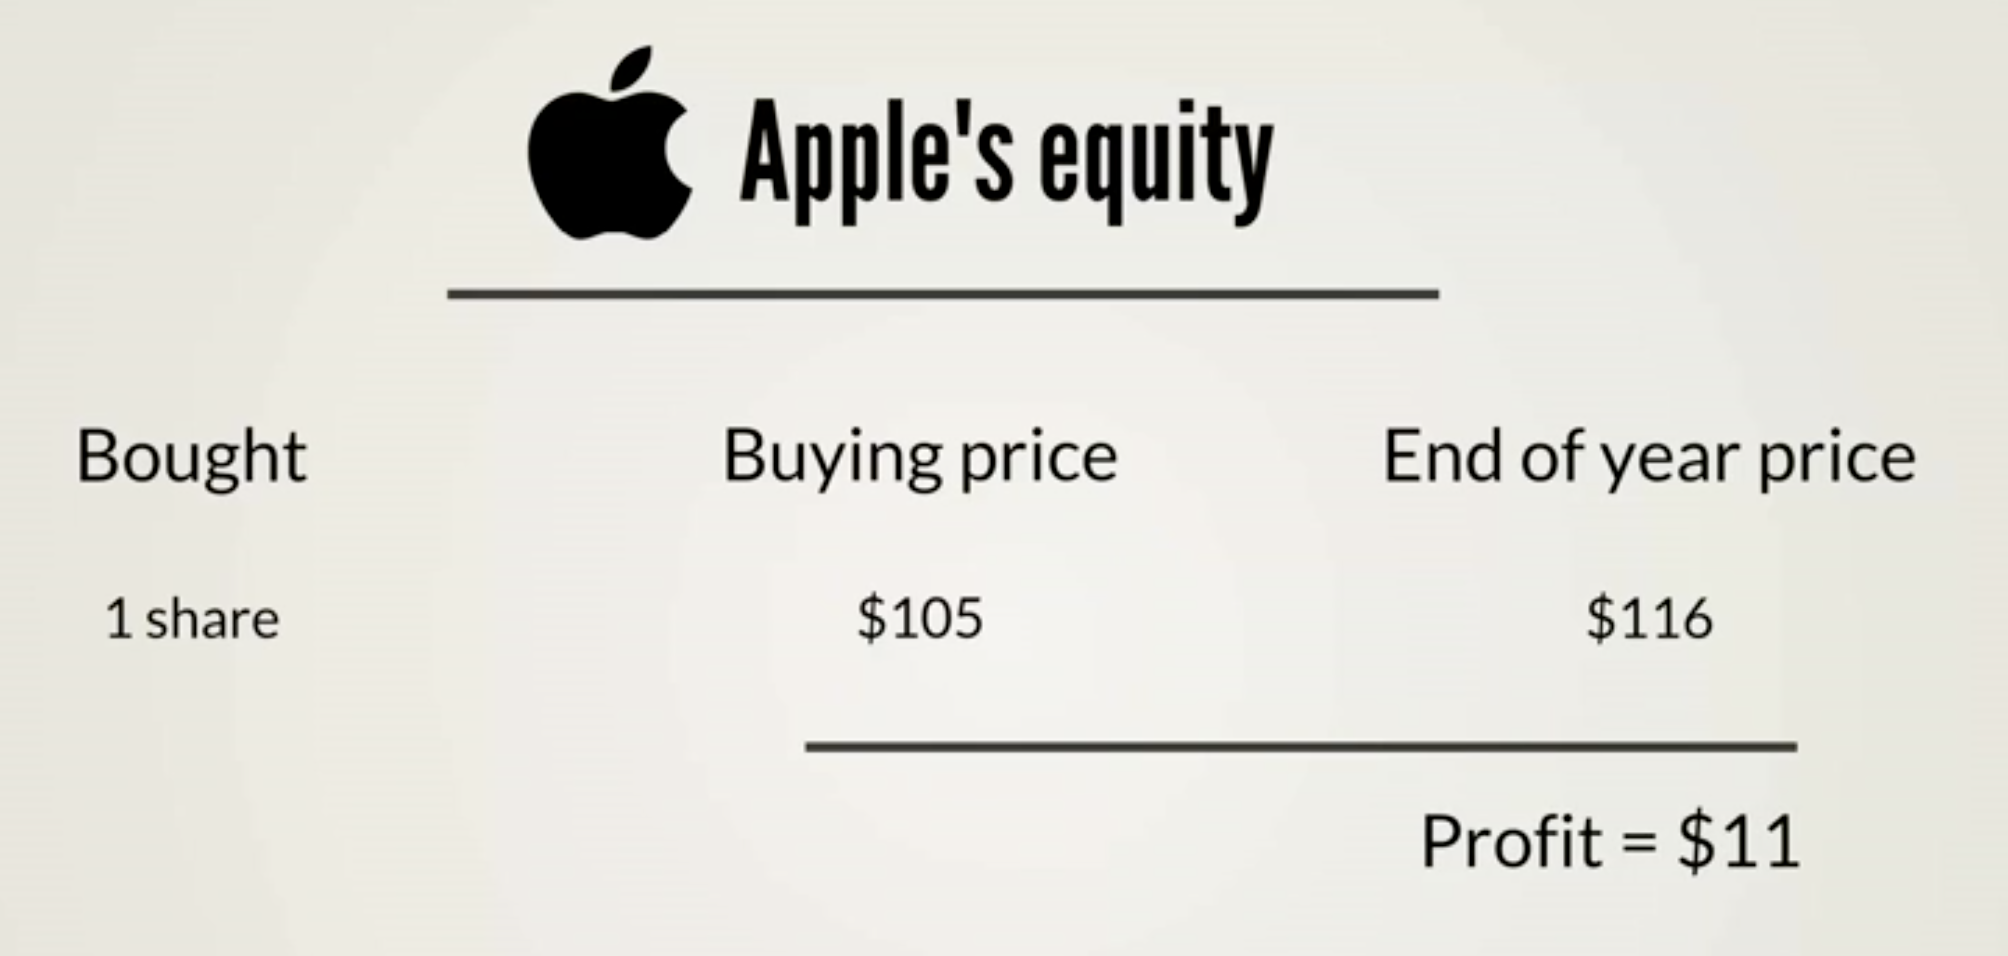 Apple's equity
Bought Buying price End of year price
1 share $105 $116
Profit = $11